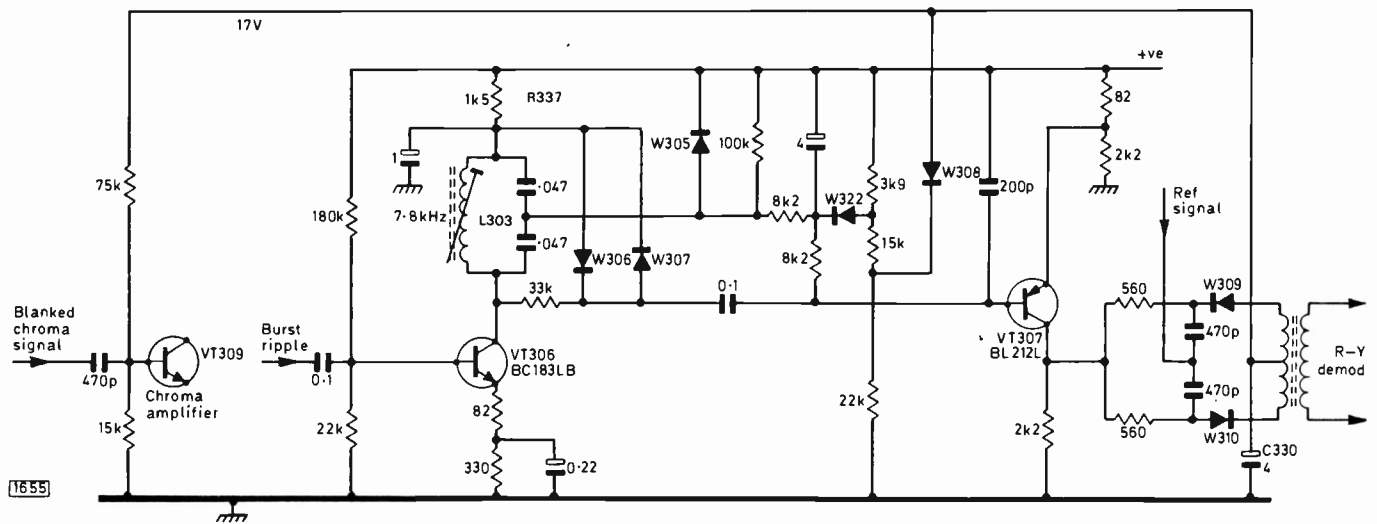 17V
+ve
1k5
R337
82
1
·047
W305
100k
4
W308
200p
2k2
3k9
Ref
signal
75k
180k
7·8kHz
L303
8k2
W322
·047
W306
W307
8k2
15k
33k
0·1
560
W309
Blanked
chroma
signal
VT309
Burst
ripple
VT306
BC183LB
VT307
BL212L
470p
R–Y
demod
470p
Chroma
amplifier
0·1
470p
82
22k
560
W310
15k
22k
2k2
330
0·22
C330
4
1655